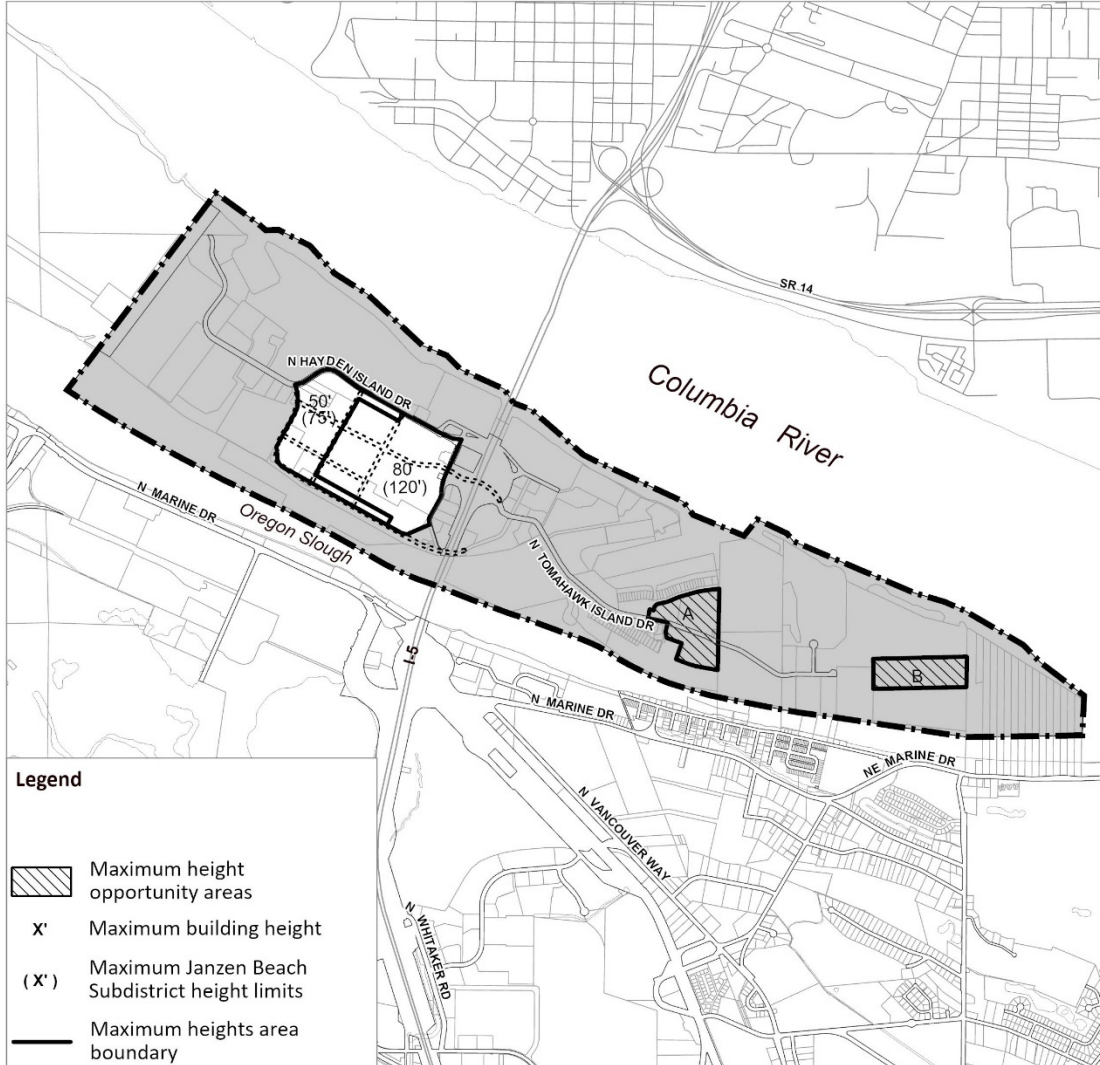 SR 14
Columbia River
N HAYDEN ISLAND DR
50'
(75')
80'
(120')
N MARINE DR
Oregon Slough
N TOMAHAWK ISLAND DR
A
B
I-5
N MARINE DR
NE MARINE DR
N VANCOUVER WAY
N WHITAKER RD
Legend
Maximum height
opportunity areas
X' Maximum building height
( X' ) Maximum Janzen Beach
Subdistrict height limits
Maximum heights area
boundary